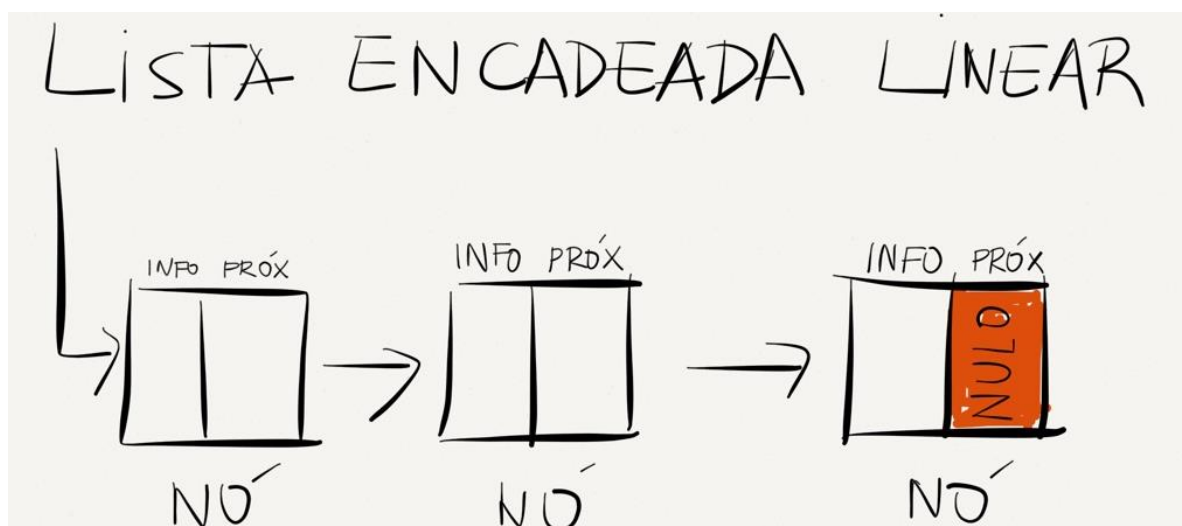 LiSTA ENCADEADA LINEAR
INFO PRÓX INFO PRÓX INFO PRÓX
NULO
NÓ NÓ NÓ